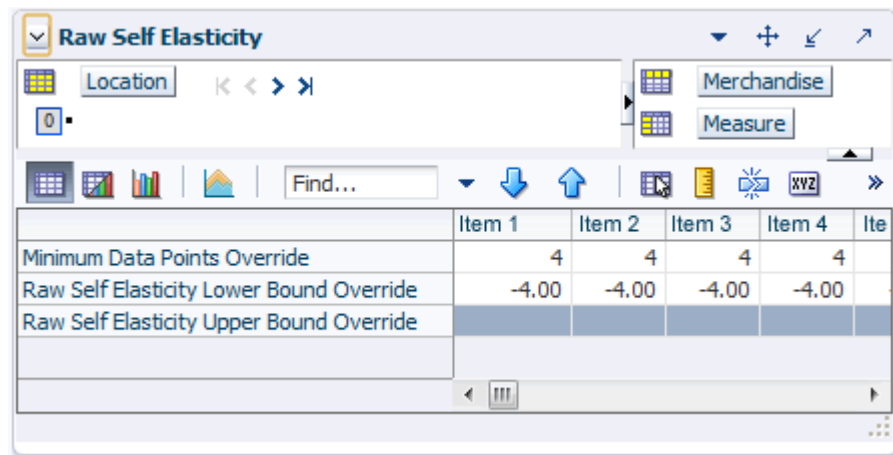 Raw Self Elasticity
Location
0
Merchandise
Measure
Find...
XYZ
Item 1 Item 2 Item 3 Item 4 Ite
Minimum Data Points Override 4 4 4 4
Raw Self Elasticity Lower Bound Override -4.00 -4.00 -4.00 -4.00 -
Raw Self Elasticity Upper Bound Override